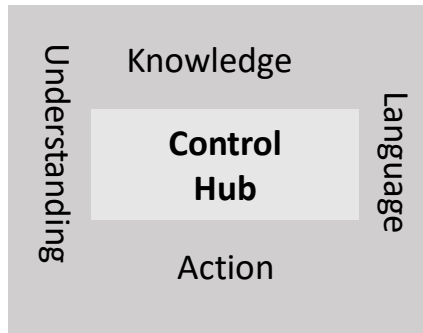 Knowledge
Understanding
Control
Hub
Language
Action